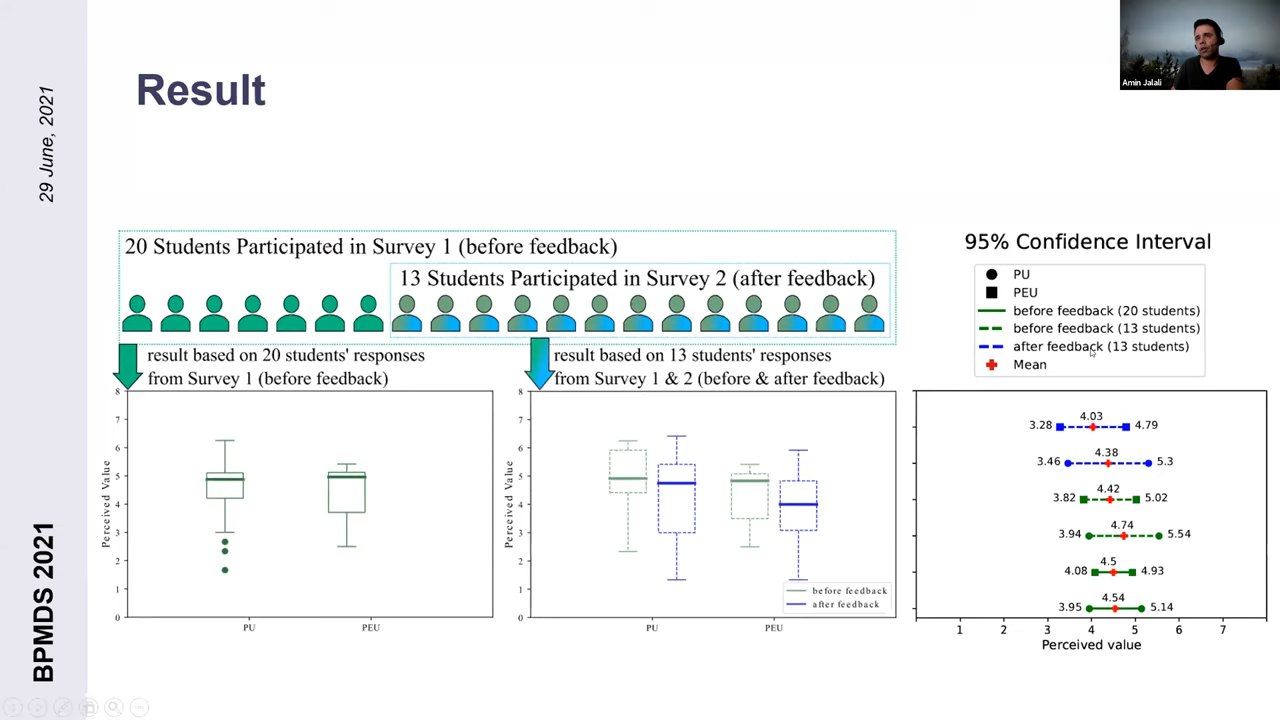 29 June, 2021
BPMDS 2021
Result
Amin Jalali
20 Students Participated in Survey 1 (before feedback)
13 Students Participated in Survey 2 (after feedback)
result based on 20 students' responses
from Survey 1 (before feedback)
result based on 13 students' responses
from Survey 1 & 2 (before & after feedback)
Perceived Value
8
7
6
5
4
3
2
1
0
PU PEU
Perceived Value
8
7
6
5
4
3
2
1
0
before feedback
after feedback
PU PEU
95% Confidence Interval
PU
PEU
before feedback (20 students)
before feedback (13 students)
after feedback (13 students)
Mean
3.28 4.03 4.79
3.46 4.38 5.3
3.82 4.42 5.02
3.94 4.74 5.54
4.08 4.5 4.93
3.95 4.54 5.14
1 2 3 4 5 6 7
Perceived value